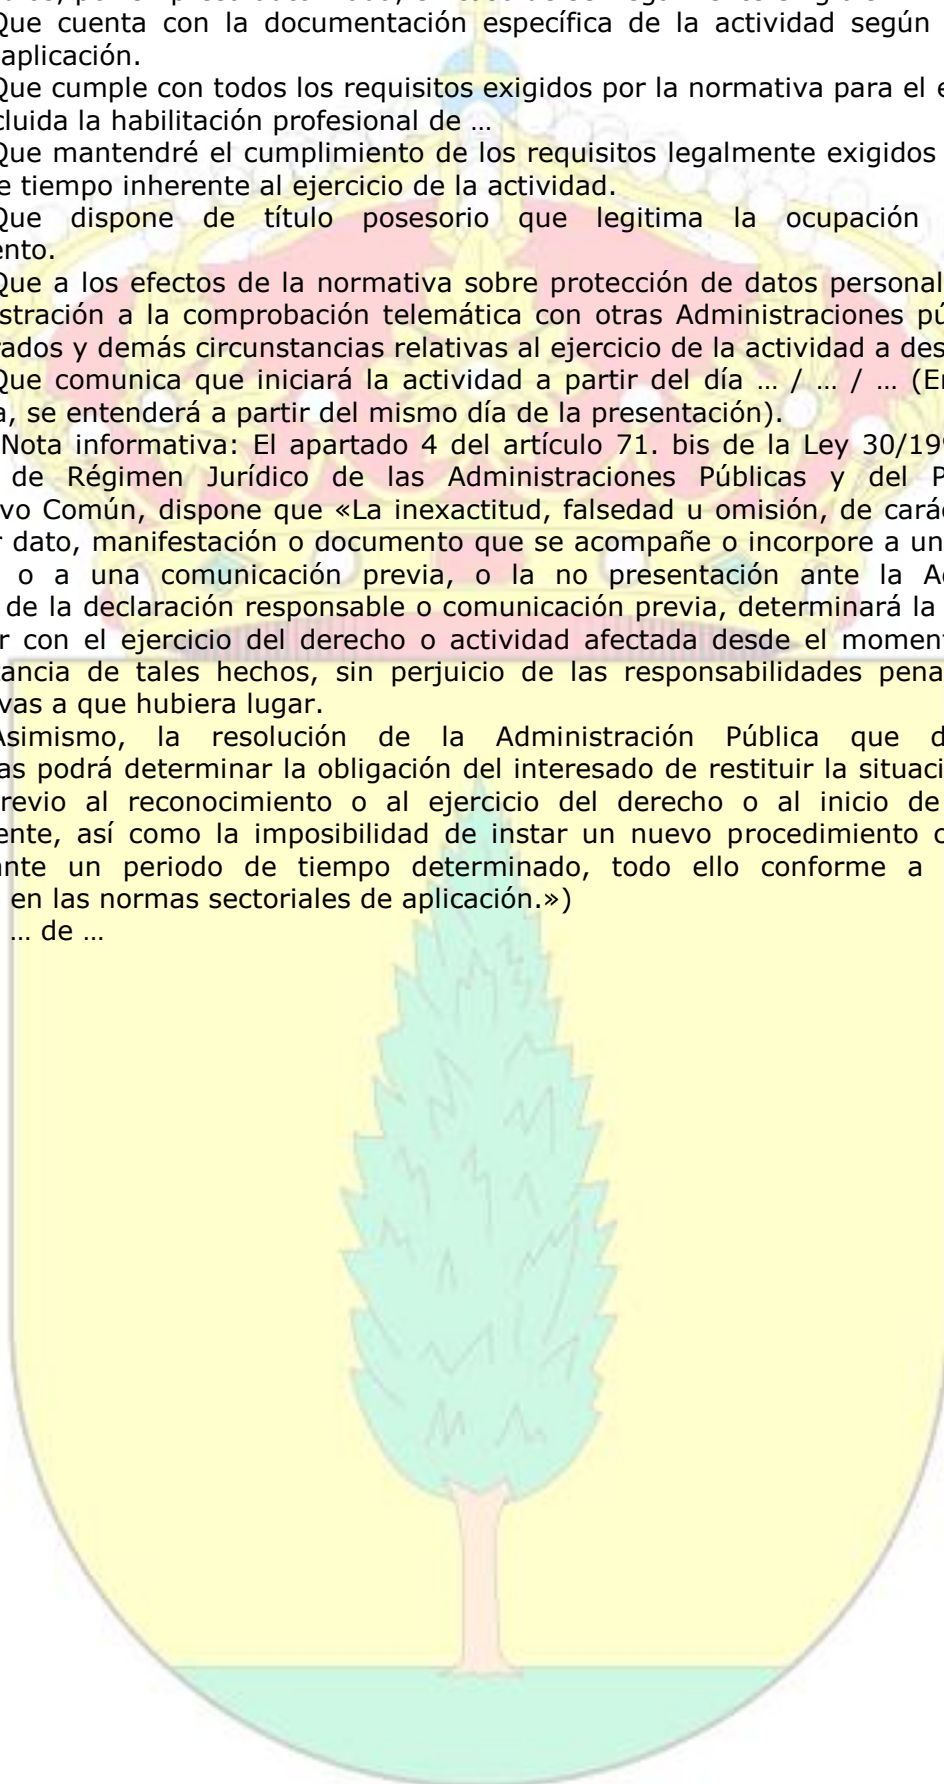 Que cuenta con la documentación específica de la actividad según
aplicación.
Que cumple con todos los requisitos exigidos por la normativa para el e
cluida la habilitación profesional de …
Que mantendré el cumplimiento de los requisitos legalmente exigidos
e tiempo inherente al ejercicio de la actividad.
Que dispone de título posesorio que legitima la ocupación
ento.
Que a los efectos de la normativa sobre protección de datos personal
stración a la comprobación telemática con otras Administraciones pú
rados y demás circunstancias relativas al ejercicio de la actividad a des
Que comunica que iniciará la actividad a partir del día … / … / … (En
a, se entenderá a partir del mismo día de la presentación).
Nota informativa: El apartado 4 del artículo 71. bis de la Ley 30/199
de Régimen Jurídico de las Administraciones Públicas y del P
vo Común, dispone que «La inexactitud, falsedad u omisión, de carác
r dato, manifestación o documento que se acompañe o incorpore a un
o a una comunicación previa, o la no presentación ante la Ad
de la declaración responsable o comunicación previa, determinará la
r con el ejercicio del derecho o actividad afectada desde el moment
tancia de tales hechos, sin perjuicio de las responsabilidades pena
vas a que hubiera lugar.
Asimismo, la resolución de la Administración Pública que d
as podrá determinar la obligación del interesado de restituir la situaci
revio al reconocimiento o al ejercicio del derecho o al inicio de
ente, así como la imposibilidad de instar un nuevo procedimiento c
ante un periodo de tiempo determinado, todo ello conforme a
en las normas sectoriales de aplicación.»)
… de …